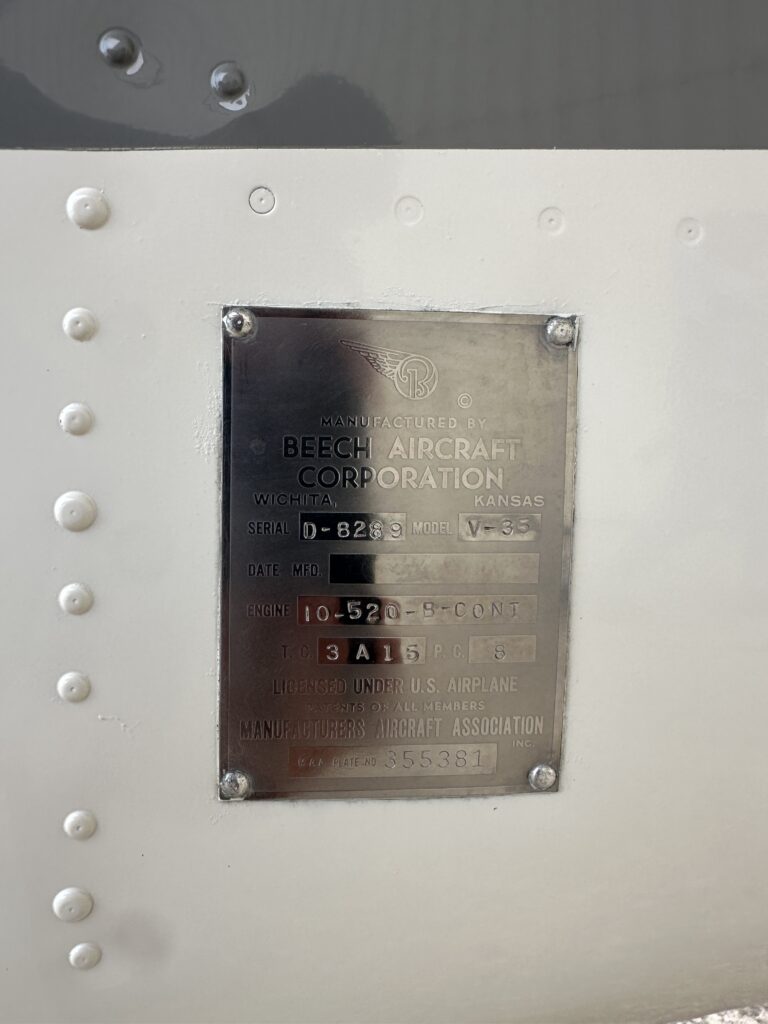 B
©
MANUFACTURED BY
BEECH AIRCRAFT
CORPORATION
WICHITA, KANSAS
SERIAL D-8289 MODEL V-35
DATE MFD.
ENGINE IO-520-B-CONT
T. C. 3A15 P. C. 8
LICENSED UNDER U.S. AIRPLANE
PATENTS OF ALL MEMBERS
MANUFACTURERS AIRCRAFT ASSOCIATION
INC.
M.A.A. PLATE NO 355381